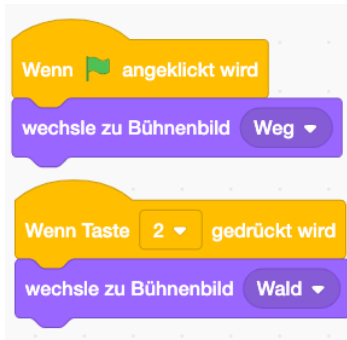 Wenn angeklickt wird
wechsle zu Bühnenbild Weg
Wenn Taste 2 gedrückt wird
wechsle zu Bühnenbild Wald